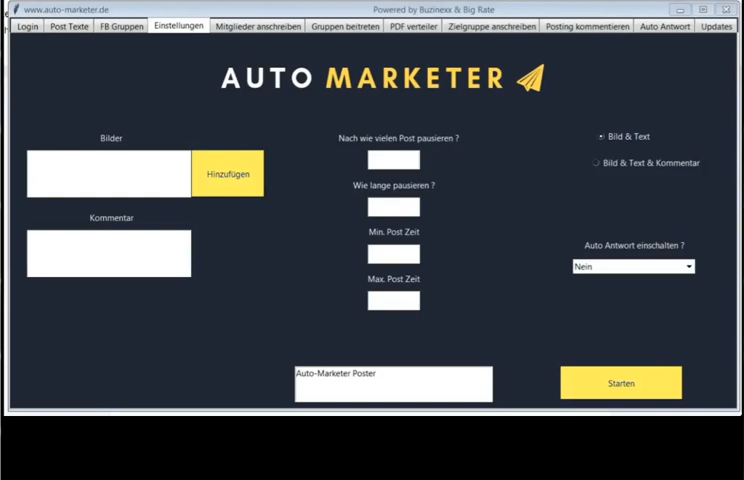 www.auto-marketer.de
Powered by Buzinexx & Big Rate
Login Post Texte FB Gruppen Einstellungen Mitglieder anschreiben Gruppen beitreten PDF verteiler Zielgruppe anschreiben Posting kommentieren Auto Antwort Updates
AUTO MARKETER
Bilder
Hinzufügen
Kommentar
Nach wie vielen Post pausieren ?
Wie lange pausieren ?
Min. Post Zeit
Max. Post Zeit
Bild & Text
Bild & Text & Kommentar
Auto Antwort einschalten ?
Nein
Auto-Marketer Poster
Starten